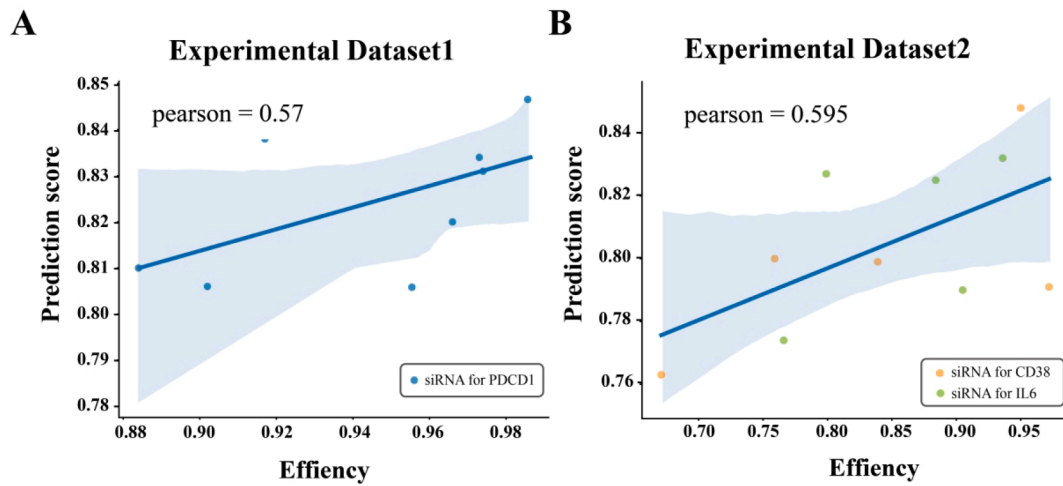 A
Experimental Dataset1
pearson = 0.57
Prediction score
0.85
0.84
0.83
0.82
0.81
0.80
0.79
0.78
siRNA for PDCD1
0.88 0.90 0.92 0.94 0.96 0.98
Effiency
B
Experimental Dataset2
pearson = 0.595
Prediction score
0.84
0.82
0.80
0.78
0.76
siRNA for CD38
siRNA for IL6
0.70 0.75 0.80 0.85 0.90 0.95
Effiency